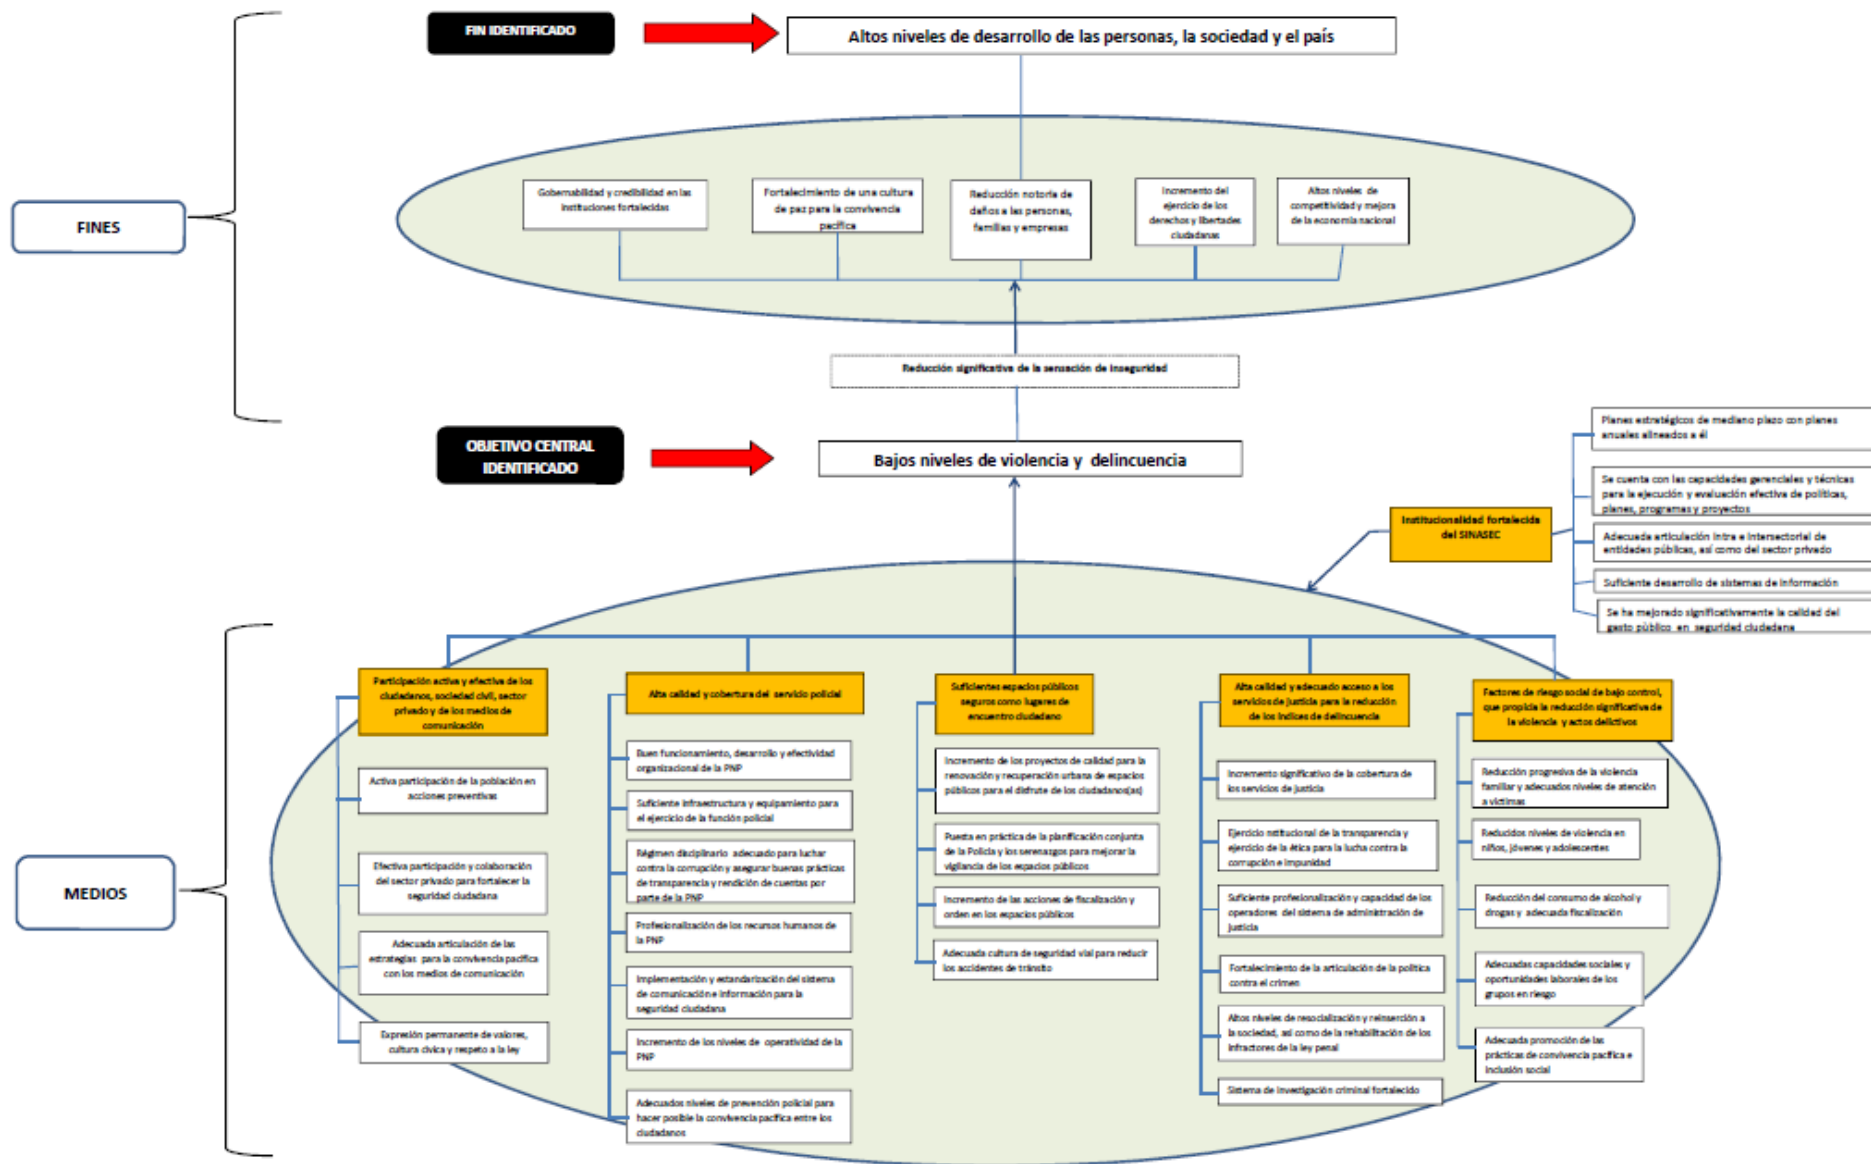 FIN IDENTIFICADO
Altos niveles de desarrollo de las personas, la sociedad y el país
FINES
Gobernabilidad y credibilidad en las
instituciones fortalecidas
Fortalecimiento de una cultura
de paz para la convivencia
pacífica
Reducción notoria de
daños a las personas,
familias y empresas
Incremento del
ejercicio de los
derechos y libertades
ciudadanas
Altos niveles de
competitividad y mejora
de la economía nacional
Reducción significativa de la sensación de inseguridad
OBJETIVO CENTRAL
IDENTIFICADO
Bajos niveles de violencia y delincuencia
Institucionalidad fortalecida
del SINASEC
Planes estratégicos de mediano plazo con planes
anuales alineados a él
Se cuenta con las capacidades gerenciales y técnicas
para la ejecución y evaluación efectiva de políticas,
planes, programas y proyectos
Adecuada articulación intra e intersectorial de
entidades públicas, así como del sector privado
Suficiente desarrollo de sistemas de información
Se ha mejorado significativamente la calidad del
gasto público en seguridad ciudadana
MEDIOS
Participación activa y efectiva de los
ciudadanos, sociedad civil, sector
privado y de los medios de
comunicación
Activa participación de la población en
acciones preventivas
Efectiva participación y colaboración
del sector privado para fortalecer la
seguridad ciudadana
Adecuada articulación de las
estrategias para la convivencia pacífica
con los medios de comunicación
Expresión permanente de valores,
cultura cívica y respeto a la ley
Alta calidad y cobertura del servicio policial
Buen funcionamiento, desarrollo y efectividad
organizacional de la PNP
Suficiente infraestructura y equipamiento para
el ejercicio de la función policial
Régimen disciplinario adecuado para luchar
contra la corrupción y asegurar buenas prácticas
de transparencia y rendición de cuentas por
parte de la PNP
Profesionalización de los recursos humanos de
la PNP
Implementación y estandarización del sistema
de comunicación e información para la
seguridad ciudadana
Incremento de los niveles de operatividad de la
PNP
Adecuados niveles de prevención policial para
hacer posible la convivencia pacífica entre los
ciudadanos
Suficientes espacios públicos
seguros como lugares de
encuentro ciudadano
Incremento de los proyectos de calidad para la
renovación y recuperación urbana de espacios
públicos para el disfrute de los ciudadanos(as)
Puesta en práctica de la planificación conjunta
de la Policía y los serenazgos para mejorar la
vigilancia de los espacios públicos
Incremento de las acciones de fiscalización y
orden en los espacios públicos
Adecuada cultura de seguridad vial para reducir
los accidentes de tránsito
Alta calidad y adecuado acceso a los
servicios de justicia para la reducción
de los índices de delincuencia
Incremento significativo de la cobertura de
los servicios de justicia
Ejercicio nstitucional de la transparencia y
ejercicio de la ética para la lucha contra la
corrupción e impunidad
Suficiente profesionalización y capacidad de los
operadores del sistema de administración de
justicia
Fortalecimiento de la articulación de la política
contra el crimen
Altos niveles de resocialización y reinserción a
la sociedad, así como de la rehabilitación de los
infractores de la ley penal
Sistema de investigación criminal fortalecido
Factores de riesgo social de bajo control,
que propicia la reducción significativa de
la violencia y actos delictivos
Reducción progresiva de la violencia
familiar y adecuados niveles de atención
a víctimas
Reducidos niveles de violencia en
niños, jóvenes y adolescentes
Reducción del consumo de alcohol y
drogas y adecuada fiscalización
Adecuadas capacidades sociales y
oportunidades laborales de los
grupos en riesgo
Adecuada promoción de las
prácticas de convivencia pacífica e
inclusión social